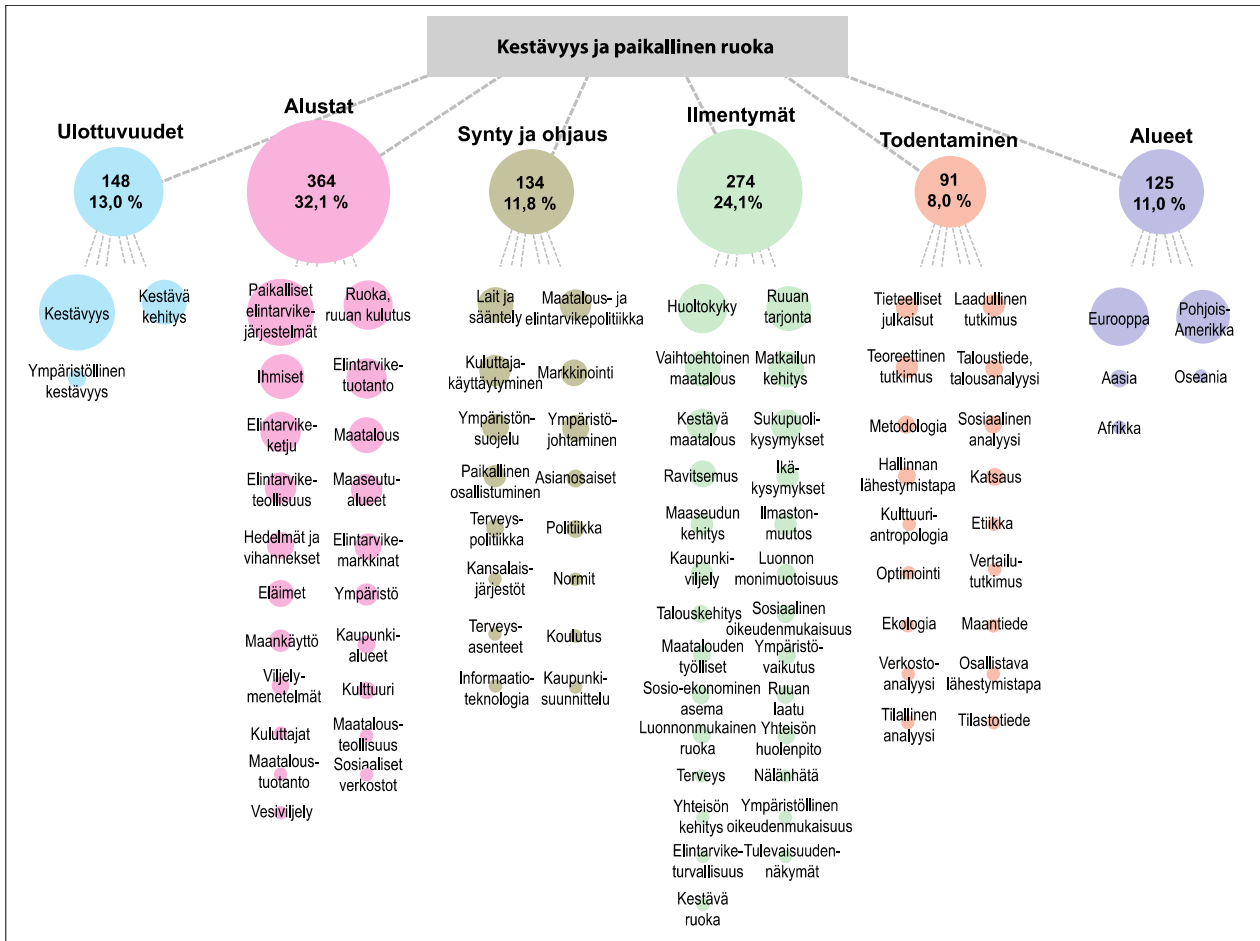 Kestävyys ja paikallinen ruoka
Ulottuvuudet
148
13,0 %
Kestävyys
Kestävä
kehitys
Ympäristöllinen
kestävyys
Alustat
364
32,1 %
Paikalliset
elintarvike-
järjestelmät
Ruoka,
ruuan kulutus
Ihmiset
Elintarvike-
tuotanto
Elintarvike-
ketju
Maatalous
Elintarvike-
teollisuus
Maaseutu-
alueet
Hedelmät ja
vihannekset
Elintarvike-
markkinat
Eläimet
Ympäristö
Maankäyttö
Kaupunki-
alueet
Viljely-
menetelmät
Kulttuuri
Kuluttajat
Maatalous-
teollisuus
Maatalous-
tuotanto
Sosiaaliset
verkostot
Vesiviljely
Synty ja ohjaus
134
11,8 %
Lait ja
sääntely
Maatalous- ja
elintarvikepolitiikka
Kuluttaja-
käyttäytyminen
Markkinointi
Ympäristön-
suojelu
Ympäristö-
johtaminen
Paikallinen
osallistuminen
Asianosaiset
Terveys-
politiikka
Politiikka
Kansalais-
järjestöt
Normit
Terveys-
asenteet
Koulutus
Informaatio-
teknologia
Kaupunki-
suunnittelu
Ilmentymät
274
24,1%
Huoltokyky
Ruuan
tarjonta
Vaihtoehtoinen
maatalous
Matkailun
kehitys
Kestävä
maatalous
Sukupuoli-
kysymykset
Ravitsemus
Ikä-
kysymykset
Maaseudun
kehitys
Ilmaston-
muutos
Kaupunki-
viljely
Luonnon
monimuotoisuus
Talouskehitys
Sosiaalinen
oikeudenmukaisuus
Maatalouden
työlliset
Ympäristö-
vaikutus
Sosio-ekonominen
asema
Ruuan
laatu
Luonnonmukainen
ruoka
Yhteisön
huolenpito
Terveys
Nälänhätä
Yhteisön
kehitys
Ympäristöllinen
oikeudenmukaisuus
Elintarvike-
turvallisuus
Tulevaisuuden-
näkymät
Kestävä
ruoka
Todentaminen
91
8,0 %
Tieteelliset
julkaisut
Laadullinen
tutkimus
Teoreettinen
tutkimus
Taloustiede,
talousanalyysi
Metodologia
Sosiaalinen
analyysi
Hallinnan
lähestymistapa
Katsaus
Kulttuuri-
antropologia
Etiikka
Optimointi
Vertailu-
tutkimus
Ekologia
Maantiede
Verkosto-
analyysi
Osallistava
lähestymistapa
Tilallinen
analyysi
Tilastotiede
Alueet
125
11,0 %
Eurooppa
Pohjois-
Amerikka
Aasia
Oseania
Afrikka